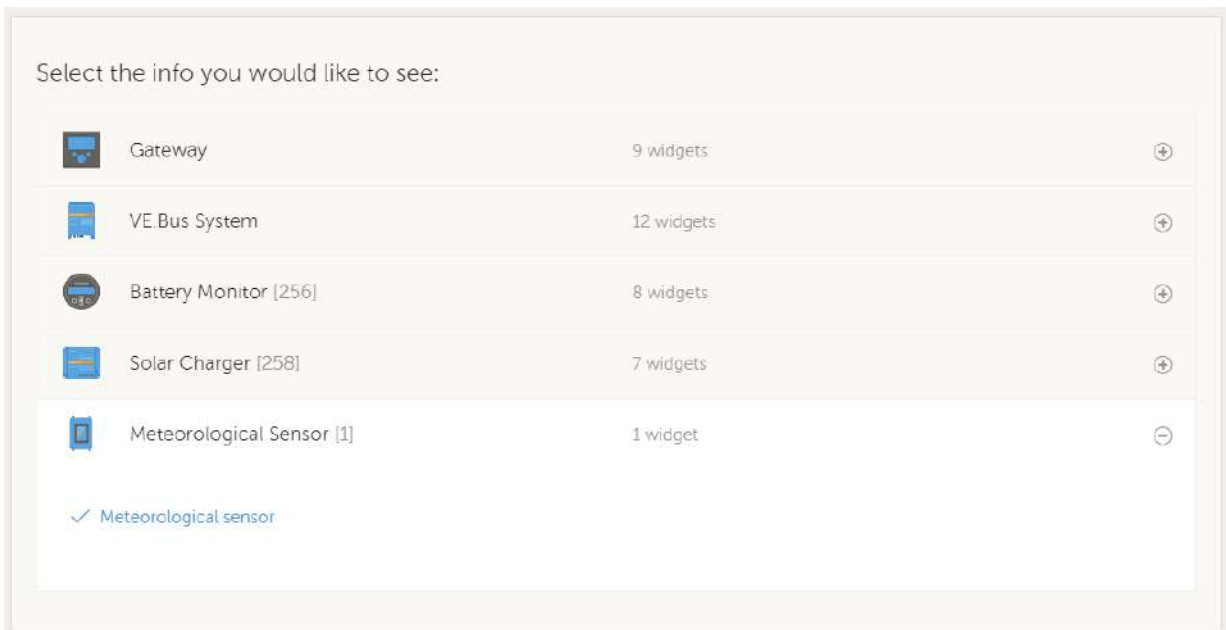 Select the info you would like to see:
Gateway 9 widgets
VE.Bus System 12 widgets
Battery Monitor [256] 8 widgets
Solar Charger [258] 7 widgets
Meteorological Sensor [1] 1 widget
Meteorological sensor